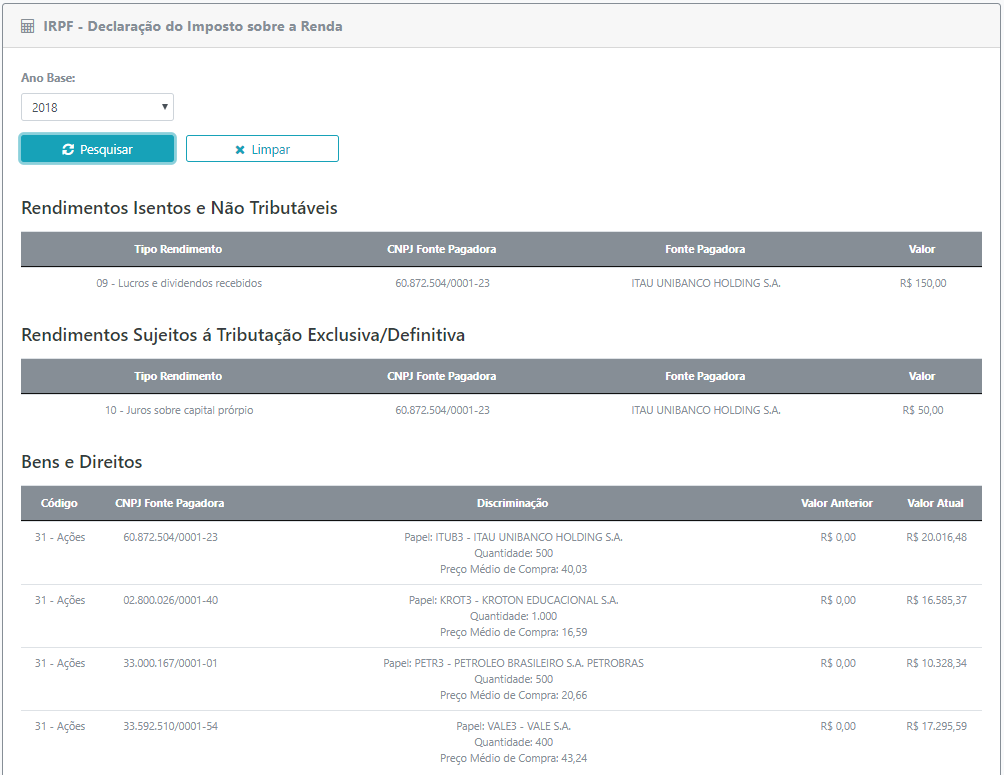 IRPF - Declaração do Imposto sobre a Renda
Ano Base:
2018
Pesquisar
Limpar
Rendimentos Isentos e Não Tributáveis
Tipo Rendimento CNPJ Fonte Pagadora Fonte Pagadora Valor
09 - Lucros e dividendos recebidos 60.872.504/0001-23 ITAU UNIBANCO HOLDING S.A. R$ 150,00
Rendimentos Sujeitos á Tributação Exclusiva/Definitiva
Tipo Rendimento CNPJ Fonte Pagadora Fonte Pagadora Valor
10 - Juros sobre capital prórpio 60.872.504/0001-23 ITAU UNIBANCO HOLDING S.A. R$ 50,00
Bens e Direitos
Código CNPJ Fonte Pagadora Discriminação Valor Anterior Valor Atual
31 - Ações 60.872.504/0001-23 Papel: ITUB3 - ITAU UNIBANCO HOLDING S.A. R$ 0,00 R$ 20.016,48
Quantidade: 500
Preço Médio de Compra: 40,03
31 - Ações 02.800.026/0001-40 Papel: KROT3 - KROTON EDUCACIONAL S.A. R$ 0,00 R$ 16.585,37
Quantidade: 1.000
Preço Médio de Compra: 16,59
31 - Ações 33.000.167/0001-01 Papel: PETR3 - PETROLEO BRASILEIRO S.A. PETROBRAS R$ 0,00 R$ 10.328,34
Quantidade: 500
Preço Médio de Compra: 20,66
31 - Ações 33.592.510/0001-54 Papel: VALE3 - VALE S.A. R$ 0,00 R$ 17.295,59
Quantidade: 400
Preço Médio de Compra: 43,24